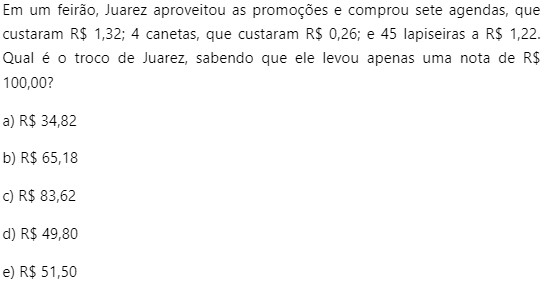 Em um feirão, Juarez aproveitou as promoções e comprou sete agendas, que
custaram R$ 1,32; 4 canetas, que custaram R$ 0,26; e 45 lapiseiras a R$ 1,22.
Qual é o troco de Juarez, sabendo que ele levou apenas uma nota de R$
100,00?
a) R$ 34,82
b) R$ 65,18
c) R$ 83,62
d) R$ 49,80
e) R$ 51,50